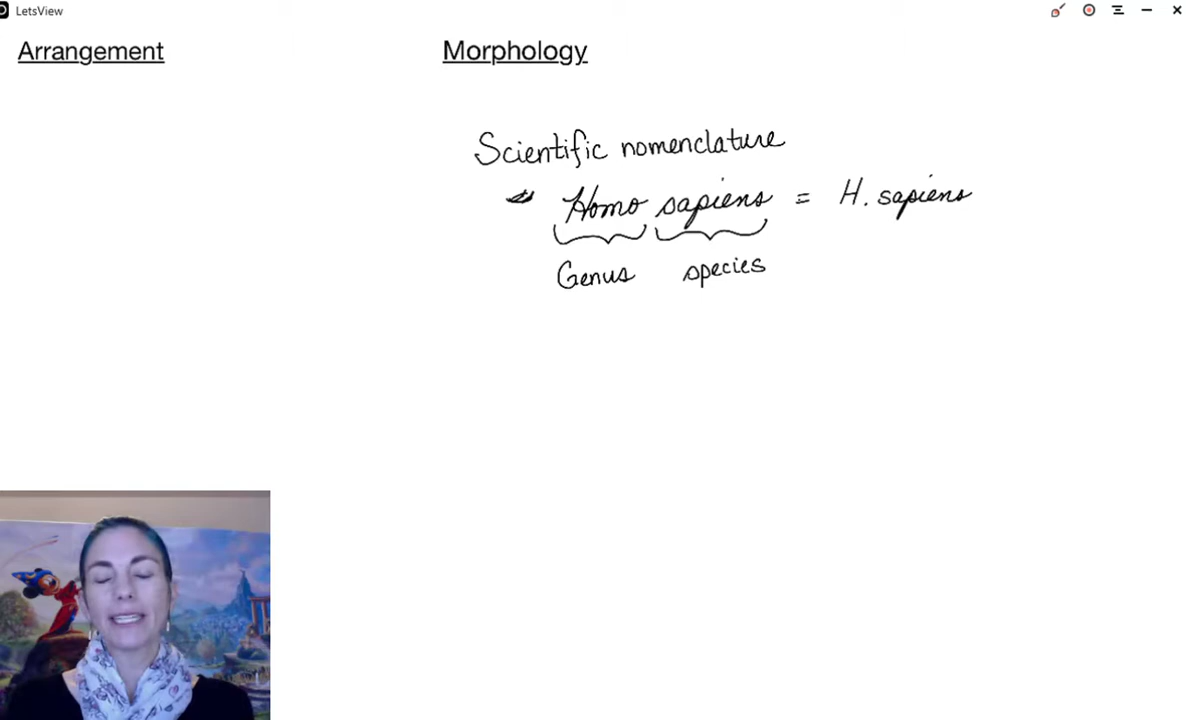 LetsView
Arrangement
Morphology
Scientific nomenclature
Homo sapiens = H. sapiens
Genus species